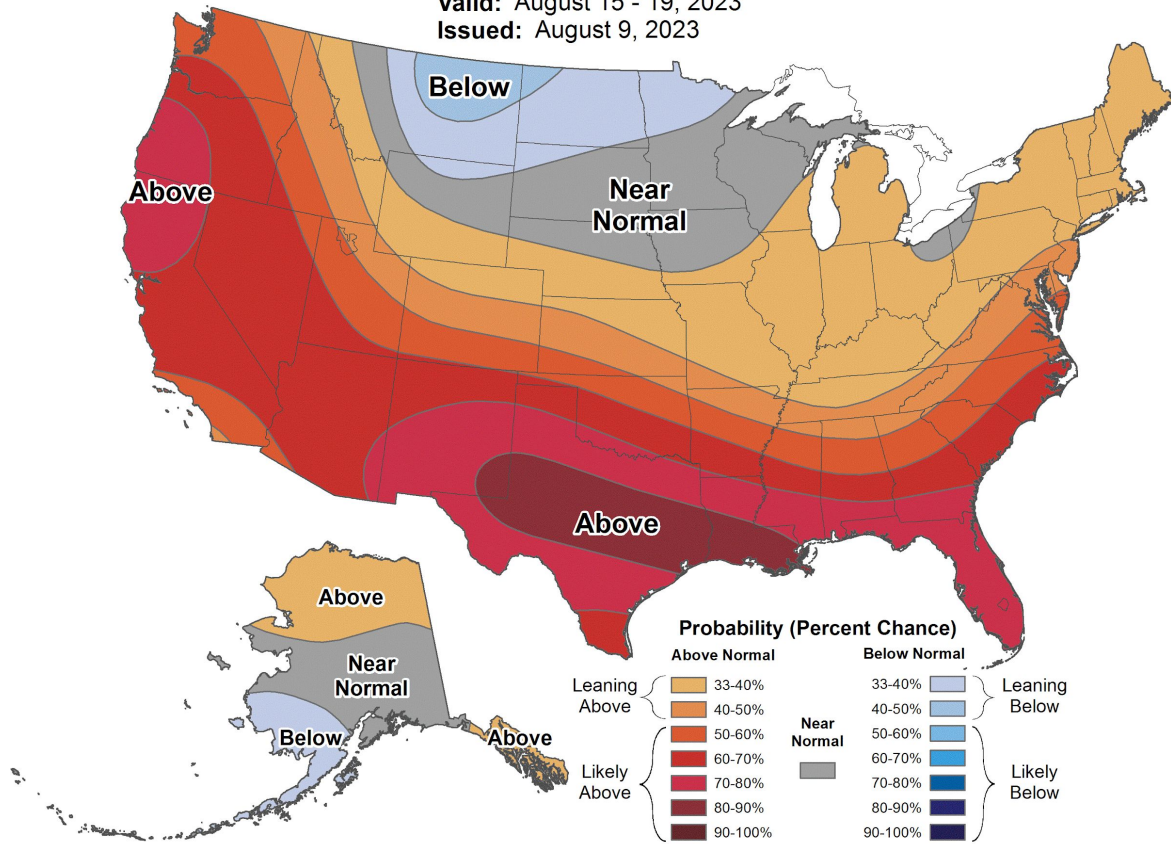 Valid: August 15 - 19, 2023
Issued: August 9, 2023
Below
Above
Near
Normal
Above
Above
Near
Normal
Below
Above
Probability (Percent Chance)
Above Normal
Below Normal
Leaning
Above
33-40%
40-50%
Likely
Above
50-60%
60-70%
70-80%
80-90%
90-100%
Near
Normal
33-40%
40-50%
Leaning
Below
50-60%
60-70%
70-80%
80-90%
90-100%
Likely
Below